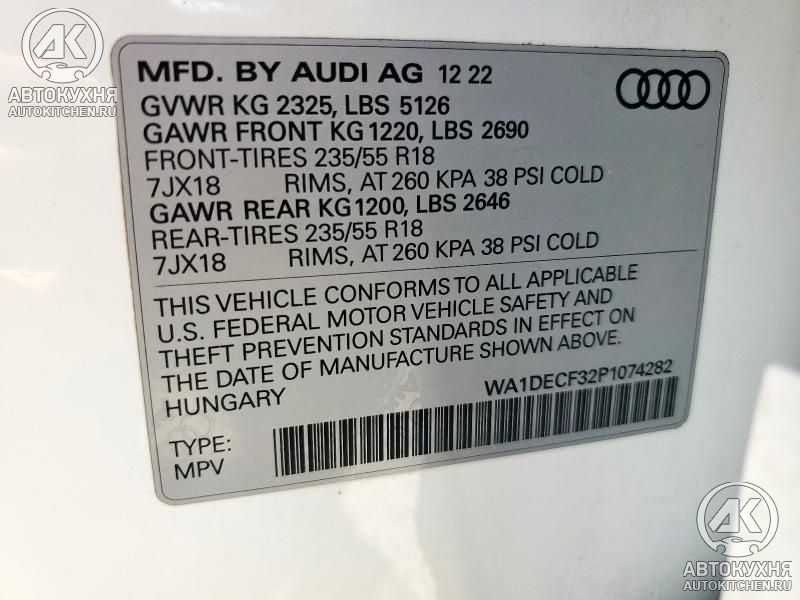 АК
АВТОКУХНЯ
AUTOKITCHEN.RU
MFD. BY AUDI AG 12 22
GVWR KG 2325, LBS 5126
GAWR FRONT KG 1220, LBS 2690
FRONT-TIRES 235/55 R18
7JX18 RIMS, AT 260 KPA 38 PSI COLD
GAWR REAR KG 1200, LBS 2646
REAR-TIRES 235/55 R18
7JX18 RIMS, AT 260 KPA 38 PSI COLD
THIS VEHICLE CONFORMS TO ALL APPLICABLE
U.S. FEDERAL MOTOR VEHICLE SAFETY AND
THEFT PREVENTION STANDARDS IN EFFECT ON
THE DATE OF MANUFACTURE SHOWN ABOVE.
HUNGARY
WA1DECF32P1074282
TYPE:
MPV
АК
АВТОКУХНЯ
AUTOKITCHEN.RU